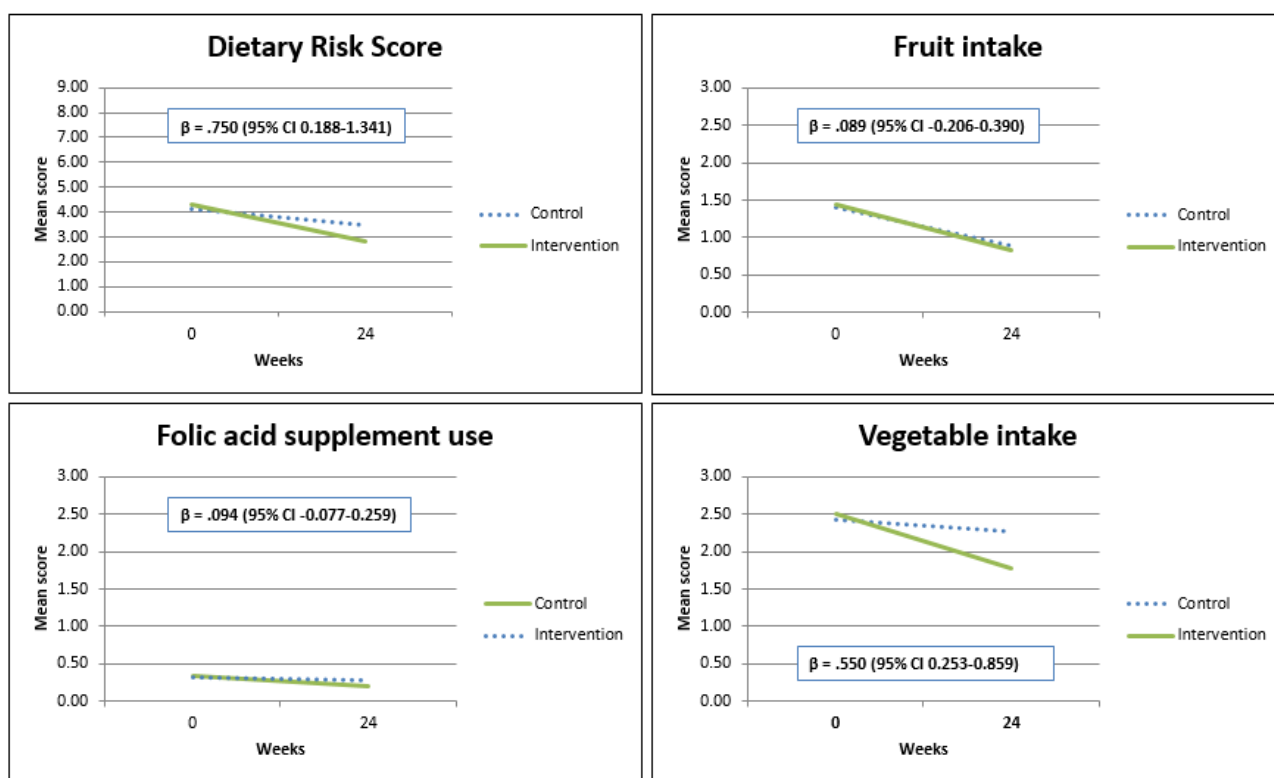 Dietary Risk Score
9.00
8.00
7.00
6.00
5.00
4.00
3.00
2.00
1.00
0.00
Mean score
β = .750 (95% CI 0.188-1.341)
Control
Intervention
0 24
Weeks
Fruit intake
3.00
2.50
2.00
1.50
1.00
0.50
0.00
Mean score
β = .089 (95% CI -0.206-0.390)
Control
Intervention
0 24
Weeks
Folic acid supplement use
3.00
2.50
2.00
1.50
1.00
0.50
0.00
Mean score
β = .094 (95% CI -0.077-0.259)
Control
Intervention
0 24
Weeks
Vegetable intake
3.00
2.50
2.00
1.50
1.00
0.50
0.00
Mean score
β = .550 (95% CI 0.253-0.859)
Control
Intervention
0 24
Weeks